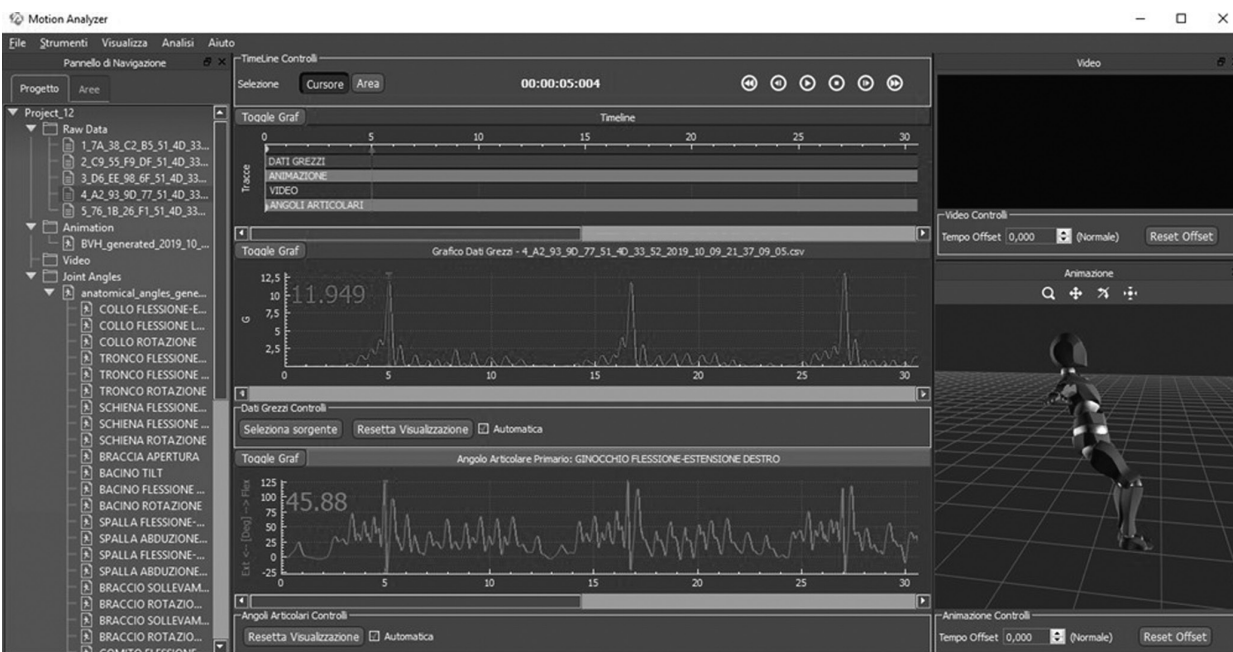 Motion Analyzer
File Strumenti Visualizza Analisi Aiuto
Pannello di Navigazione
Progetto Aree
Project_12
Raw Data
1_7A_38_C2_B5_51_4D_33...
2_C9_55_F9_DF_51_4D_33...
3_D6_EE_98_6F_51_4D_33...
4_A2_93_9D_77_51_4D_33...
5_76_1B_26_F1_51_4D_33...
Animation
BVH_generated_2019_10_...
Video
Joint Angles
anatomical_angles_gene...
COLLO FLESSIONE-E...
COLLO FLESSIONE L...
COLLO ROTAZIONE
TRONCO FLESSIONE...
TRONCO FLESSIONE ...
TRONCO ROTAZIONE
SCHIENA FLESSIONE...
SCHIENA FLESSIONE ...
SCHIENA ROTAZIONE
BRACCIA APERTURA
BACINO TILT
BACINO FLESSIONE ...
BACINO ROTAZIONE
SPALLA FLESSIONE-...
SPALLA ABDUZIONE...
SPALLA FLESSIONE-...
SPALLA ABDUZIONE...
BRACCIO SOLLEVAM...
BRACCIO ROTAZIO...
BRACCIO SOLLEVAM...
BRACCIO ROTAZIO...
TimeLine Controlli
Selezione Cursore Area 00:00:05:004
Toggle Graf Timeline
0 5 10 15 20 25 30
Tracce
DATI GREZZI
ANIMAZIONE
VIDEO
ANGOLI ARTICOLARI
Toggle Graf Grafico Dati Grezzi - 4_A2_93_9D_77_51_4D_33_52_2019_10_09_21_37_09_05.csv
12,5
10
7,5
5
2,5
G
11.949
0 5 10 15 20 25 30
Dati Grezzi Controlli
Seleziona sorgente Resetta Visualizzazione Automatica
Toggle Graf Angolo Articolare Primario: GINOCCHIO FLESSIONE-ESTENSIONE DESTRO
125
100
75
50
25
0
-25
Ext <-- [Deg] --> Flex
45.88
0 5 10 15 20 25 30
Angoli Articolari Controlli
Resetta Visualizzazione Automatica
Video
Video Controlli
Tempo Offset 0,000 (Normale) Reset Offset
Animazione
Animazione Controlli
Tempo Offset 0,000 (Normale) Reset Offset